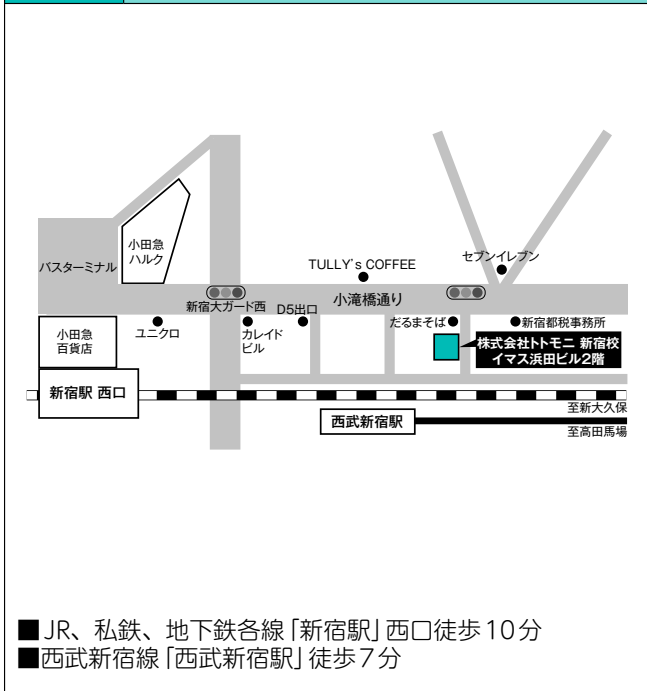 小田急
ハルク
バスターミナル
TULLY's COFFEE
セブンイレブン
新宿大ガード西
D5出口
小滝橋通り
小田急
百貨店
ユニクロ
カレイド
ビル
だるまそば
新宿都税事務所
株式会社トトモニ 新宿校
イマス浜田ビル2階
新宿駅 西口
至新大久保
西武新宿駅
至高田馬場
■JR、私鉄、地下鉄各線「新宿駅」西口徒歩10分
■西武新宿線「西武新宿駅」徒歩7分